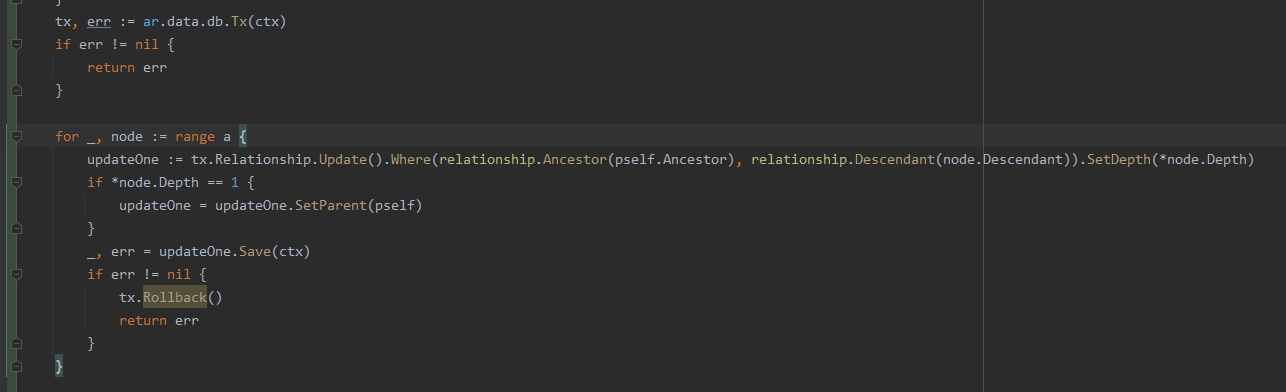 }
tx, err := ar.data.db.Tx(ctx)
if err != nil {
    return err
}

for _, node := range a {
    updateOne := tx.Relationship.Update().Where(relationship.Ancestor(pself.Ancestor), relationship.Descendant(node.Descendant)).SetDepth(*node.Depth)
    if *node.Depth == 1 {
        updateOne = updateOne.SetParent(pself)
    }
    _, err = updateOne.Save(ctx)
    if err != nil {
        tx.Rollback()
        return err
    }
}